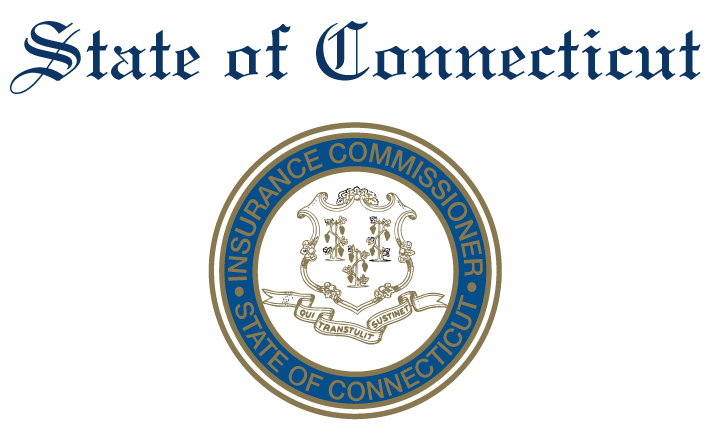 State of Connecticut
INSURANCE COMMISSIONER
QUI TRANSTULIT SUSTINET
• STATE OF CONNECTICUT •